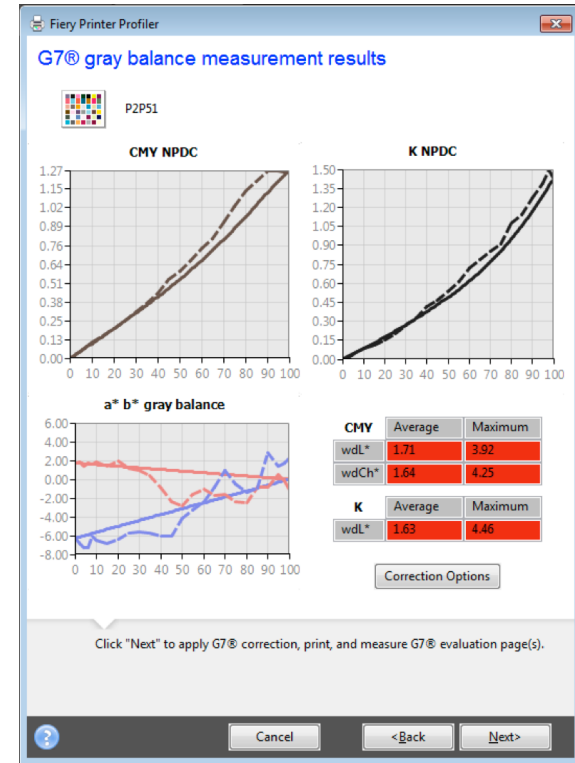 Fiery Printer Profiler
G7® gray balance measurement results
P2P51
CMY NPDC
1.27
1.15
1.02
0.89
0.76
0.64
0.51
0.38
0.25
0.13
0.00
0 10 20 30 40 50 60 70 80 90 100
K NPDC
1.50
1.35
1.20
1.05
0.90
0.75
0.60
0.45
0.30
0.15
0.00
0 10 20 30 40 50 60 70 80 90 100
a* b* gray balance
6.00
4.00
2.00
0.00
-2.00
-4.00
-6.00
-8.00
0 10 20 30 40 50 60 70 80 90 100
CMY Average Maximum
wdL* 1.71 3.92
wdCh* 1.64 4.25
K Average Maximum
wdL* 1.63 4.46
Correction Options
Click "Next" to apply G7® correction, print, and measure G7® evaluation page(s).
? Cancel <Back Next>